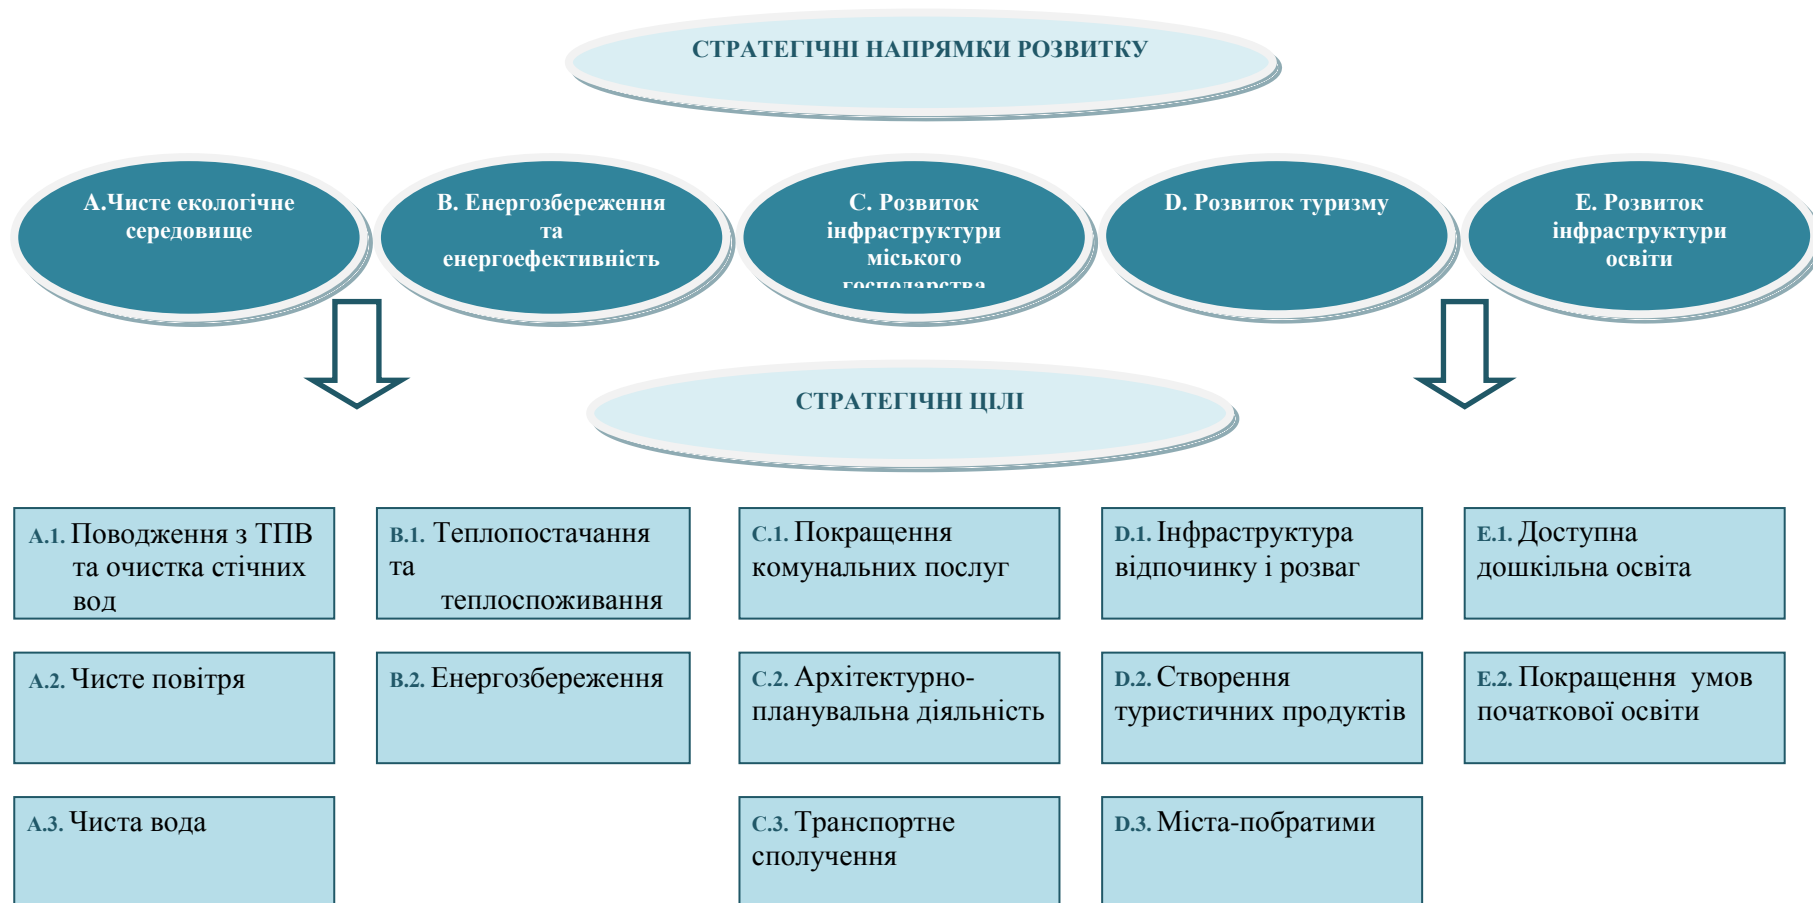 СТРАТЕГІЧНІ НАПРЯМКИ РОЗВИТКУ
А.Чисте екологічне
середовище
В. Енергозбереження
та
енергоефективність
С. Розвиток
інфраструктури
міського
господарства
D. Розвиток туризму
Е. Розвиток
інфраструктури
освіти
СТРАТЕГІЧНІ ЦІЛІ
А.1. Поводження з ТПВ
та очистка стічних
вод
В.1. Теплопостачання
та
теплоспоживання
С.1. Покращення
комунальних послуг
D.1. Інфраструктура
відпочинку і розваг
Е.1. Доступна
дошкільна освіта
А.2. Чисте повітря
В.2. Енергозбереження
С.2. Архітектурно-
планувальна діяльність
D.2. Створення
туристичних продуктів
Е.2. Покращення умов
початкової освіти
А.3. Чиста вода
С.3. Транспортне
сполучення
D.3. Міста-побратими